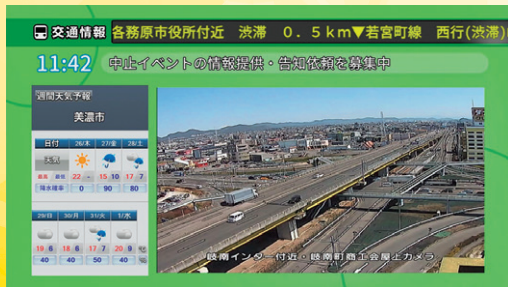 交通情報 各務原市役所付近 渋滞 0.5km▼若宮町線 西行(渋滞)
11:42 中止イベントの情報提供・告知依頼を募集中
週間天気予報
美濃市
日付 26/木 27/金 28/土
天気
最高 最低 22 - 15 10 17 7
降水確率 0 90 80
29/日 30/月 31/火 1/水
18 6 18 6 17 7 20 9 ℃
40 40 50 40 %
岐南インター付近・岐南町商工会屋上カメラ